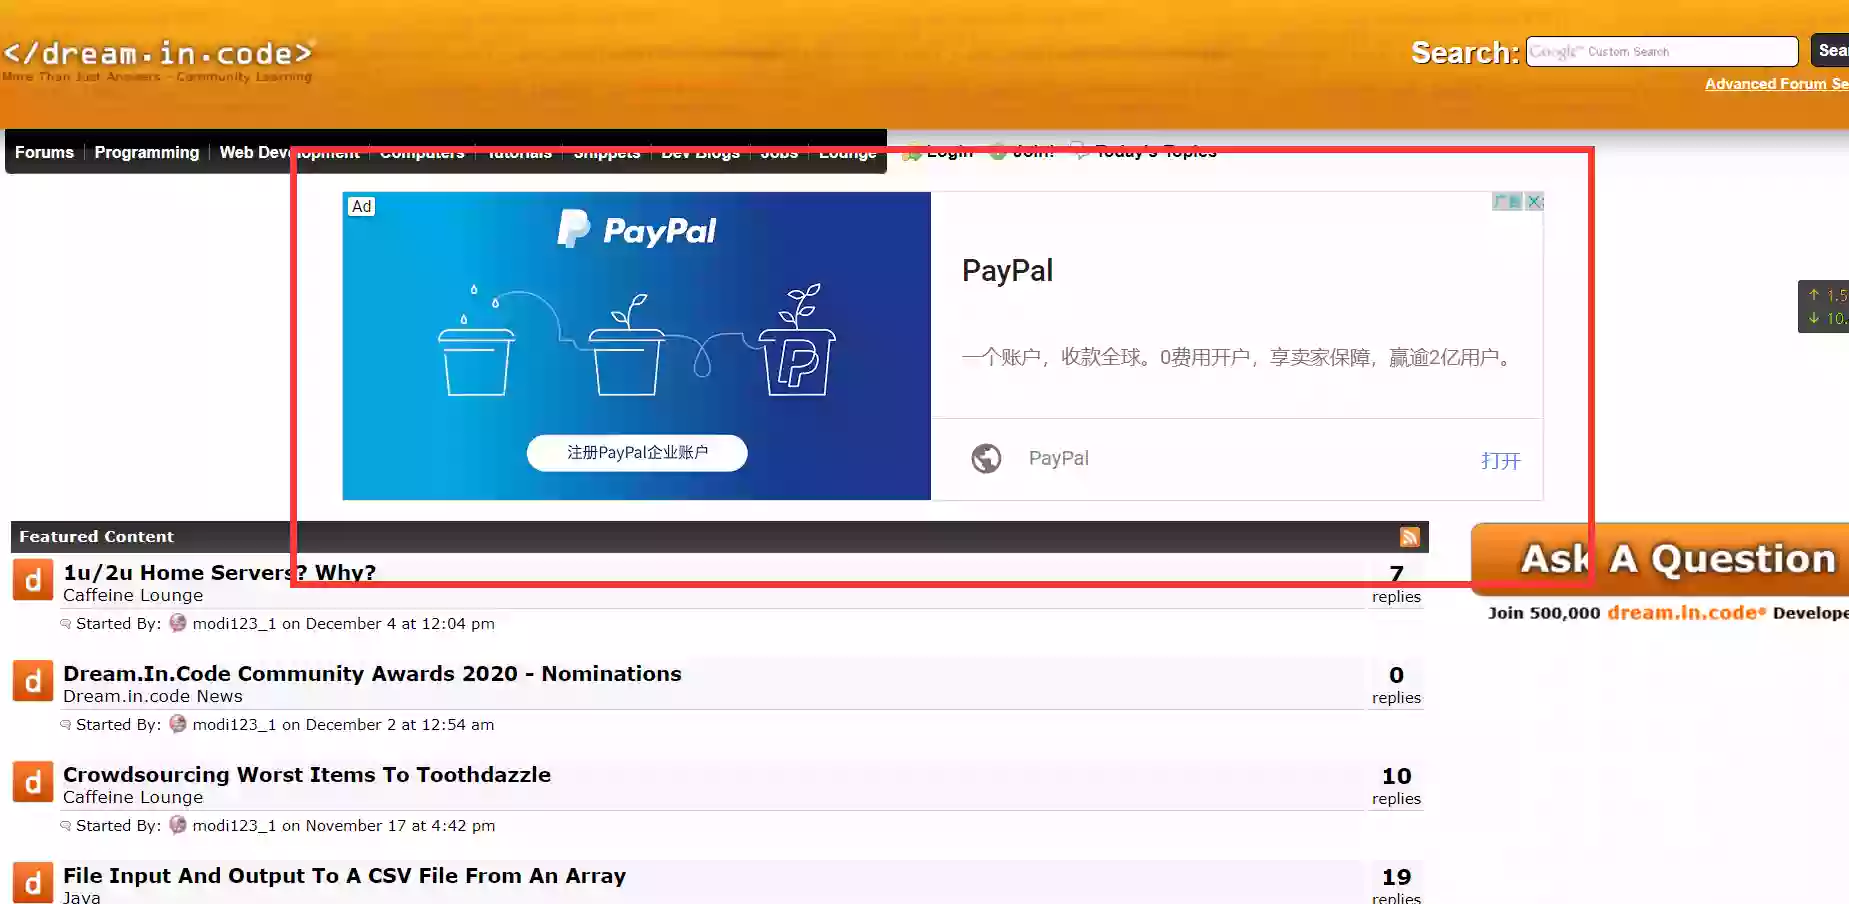 </dream.in.code>
More Than Just Answers - Community Learning
Search: Google™ Custom Search Sea
Advanced Forum Se
Forums Programming Web Development Computers Tutorials Snippets Dev Blogs Jobs Lounge Login Join! Today's Topics
Ad
PayPal
注册PayPal企业账户
广告
PayPal
一个账户，收款全球。0费用开户，享卖家保障，赢逾2亿用户。
PayPal
打开
↑ 1.5
↓ 10.
Featured Content
1u/2u Home Servers? Why?
Caffeine Lounge
7
replies
Started By: modi123_1 on December 4 at 12:04 pm
Ask A Question
Join 500,000 dream.in.code® Develope
Dream.In.Code Community Awards 2020 - Nominations
Dream.in.code News
0
replies
Started By: modi123_1 on December 2 at 12:54 am
Crowdsourcing Worst Items To Toothdazzle
Caffeine Lounge
10
replies
Started By: modi123_1 on November 17 at 4:42 pm
File Input And Output To A CSV File From An Array
Java
19
replies